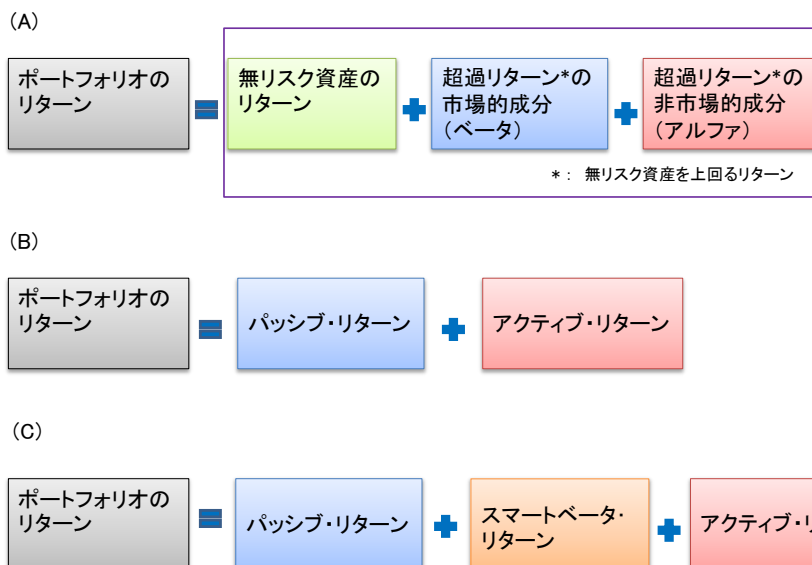 (A)
ポートフォリオの
リターン
無リスク資産の
リターン
超過リターン*の
市場的成分
(ベータ)
超過リターン*の
非市場的成分
(アルファ)
*： 無リスク資産を上回るリターン
(B)
ポートフォリオの
リターン
パッシブ・リターン
アクティブ・リターン
(C)
ポートフォリオの
リターン
パッシブ・リターン
スマートベータ・
リターン
アクティブ・リ